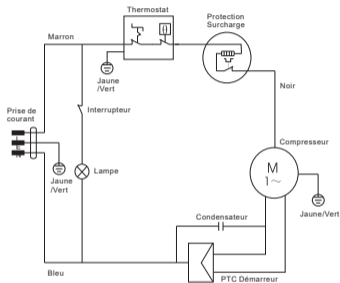 Thermostat
Protection
Surcharge
Marron
Jaune
/Vert
Noir
Interrupteur
Prise de
courant
Compresseur
Lampe
M
1~
Jaune
/Vert
Condensateur
Jaune/Vert
Bleu
PTC Démarreur